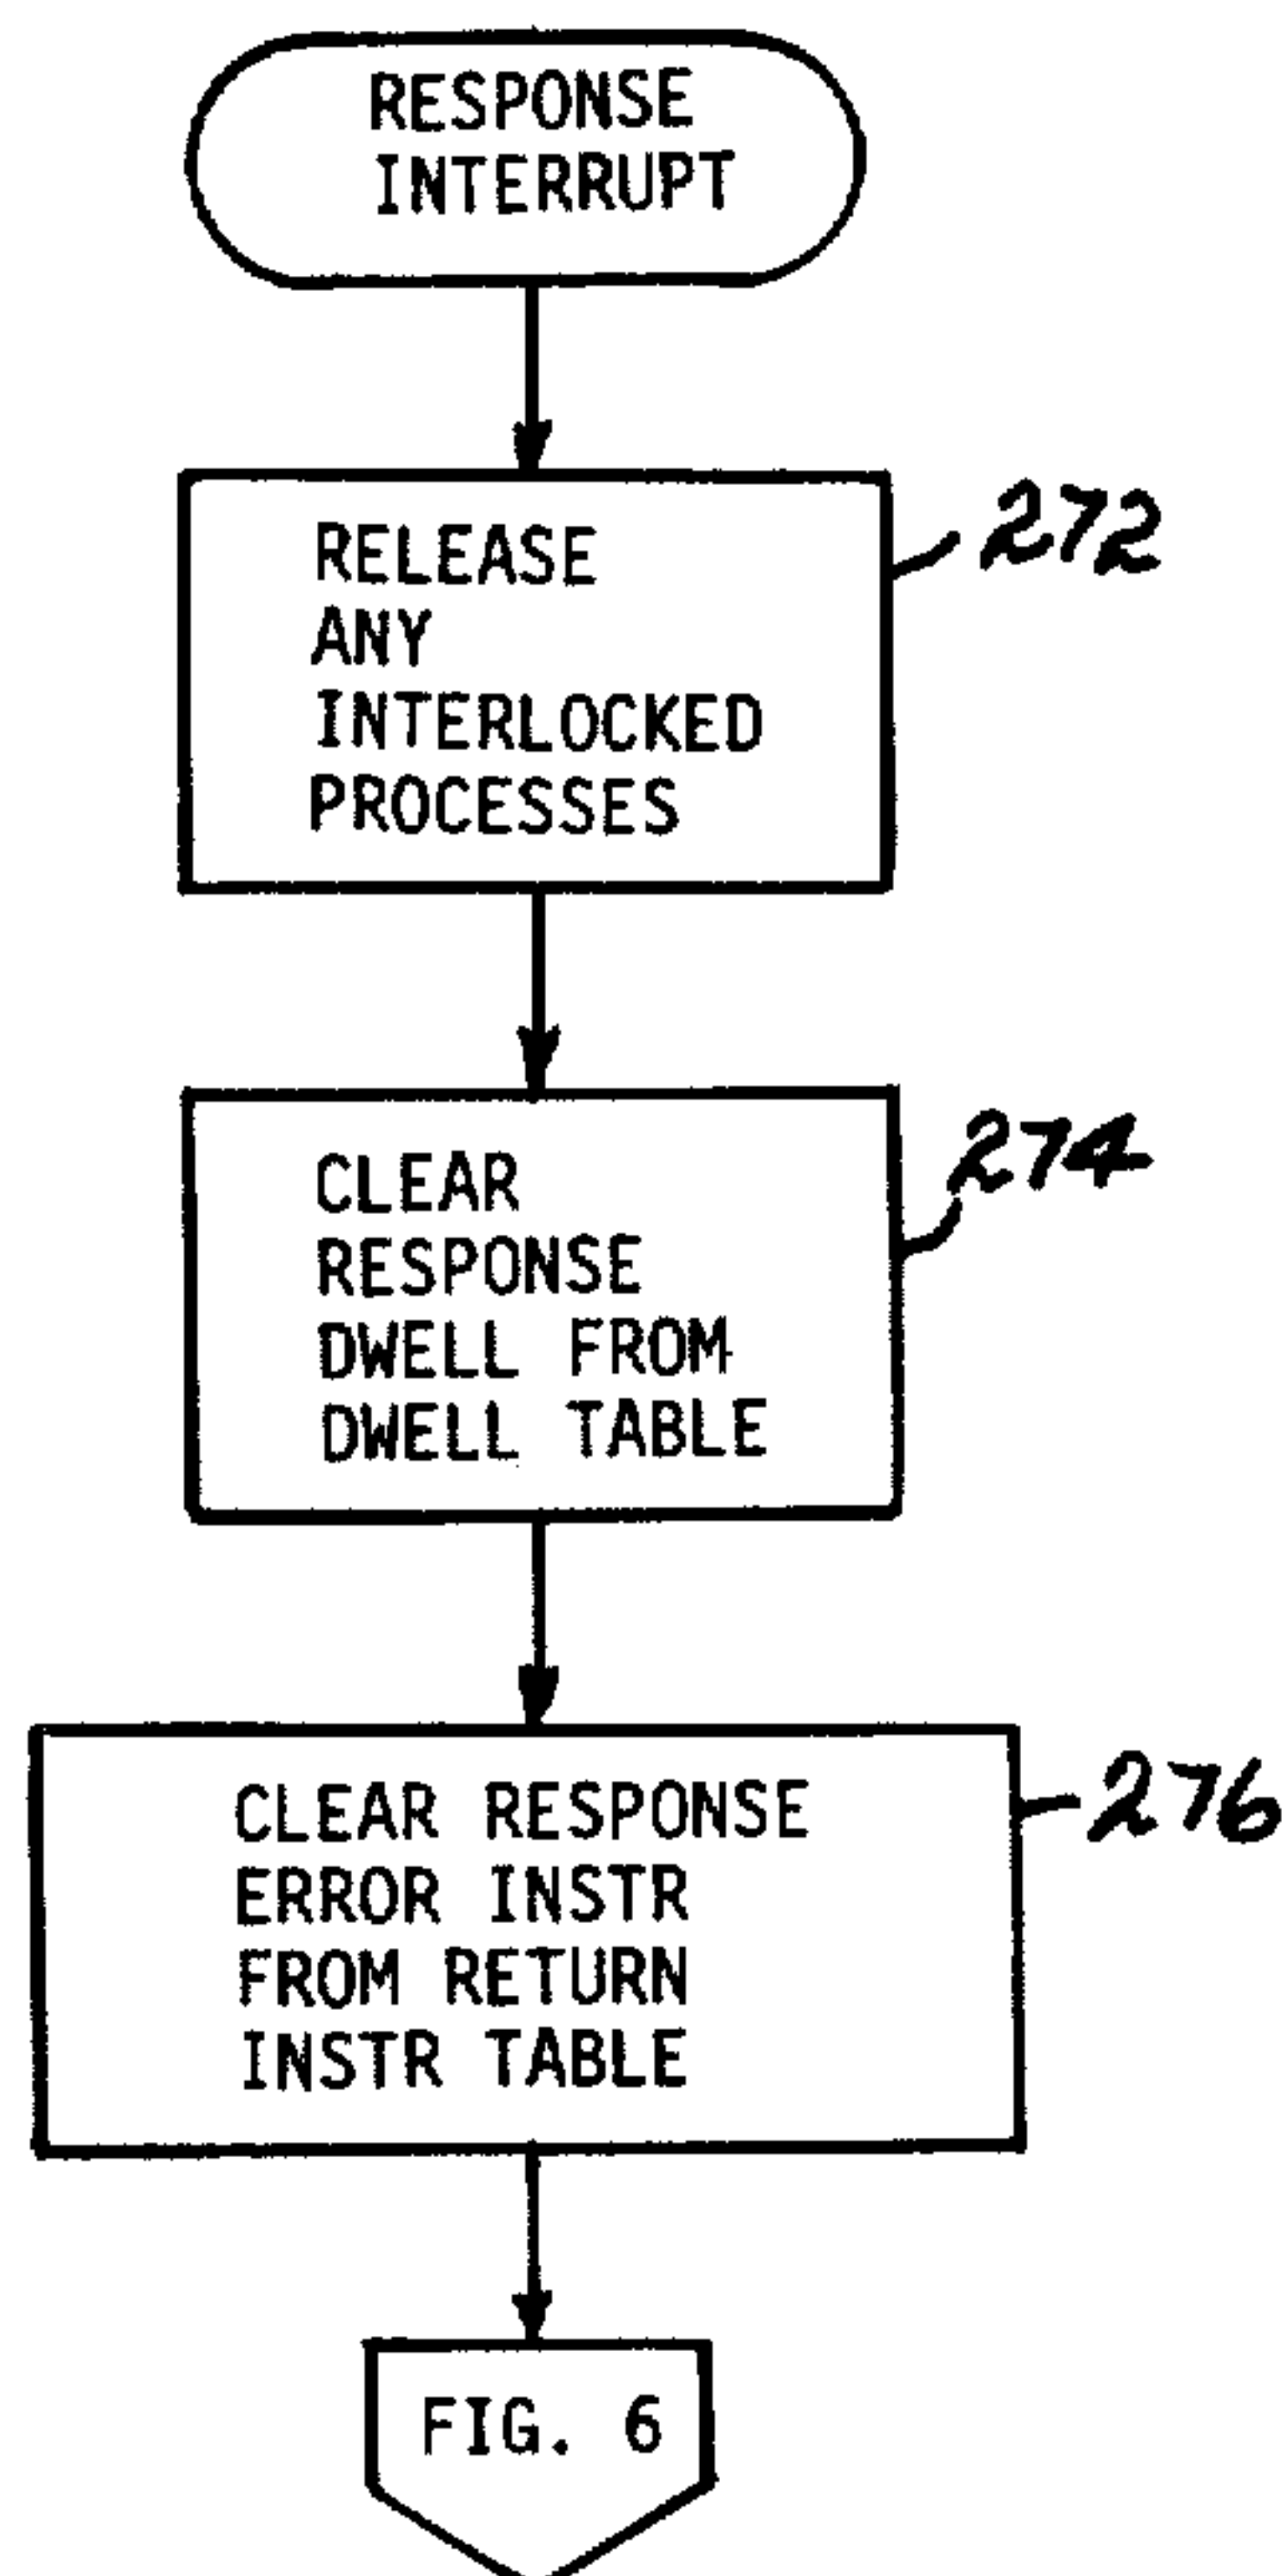 RESPONSE
INTERRUPT
RELEASE
ANY
INTERLOCKED
PROCESSES
272
CLEAR
RESPONSE
DWELL FROM
DWELL TABLE
274
CLEAR RESPONSE
ERROR INSTR
FROM RETURN
INSTR TABLE
276
FIG. 6